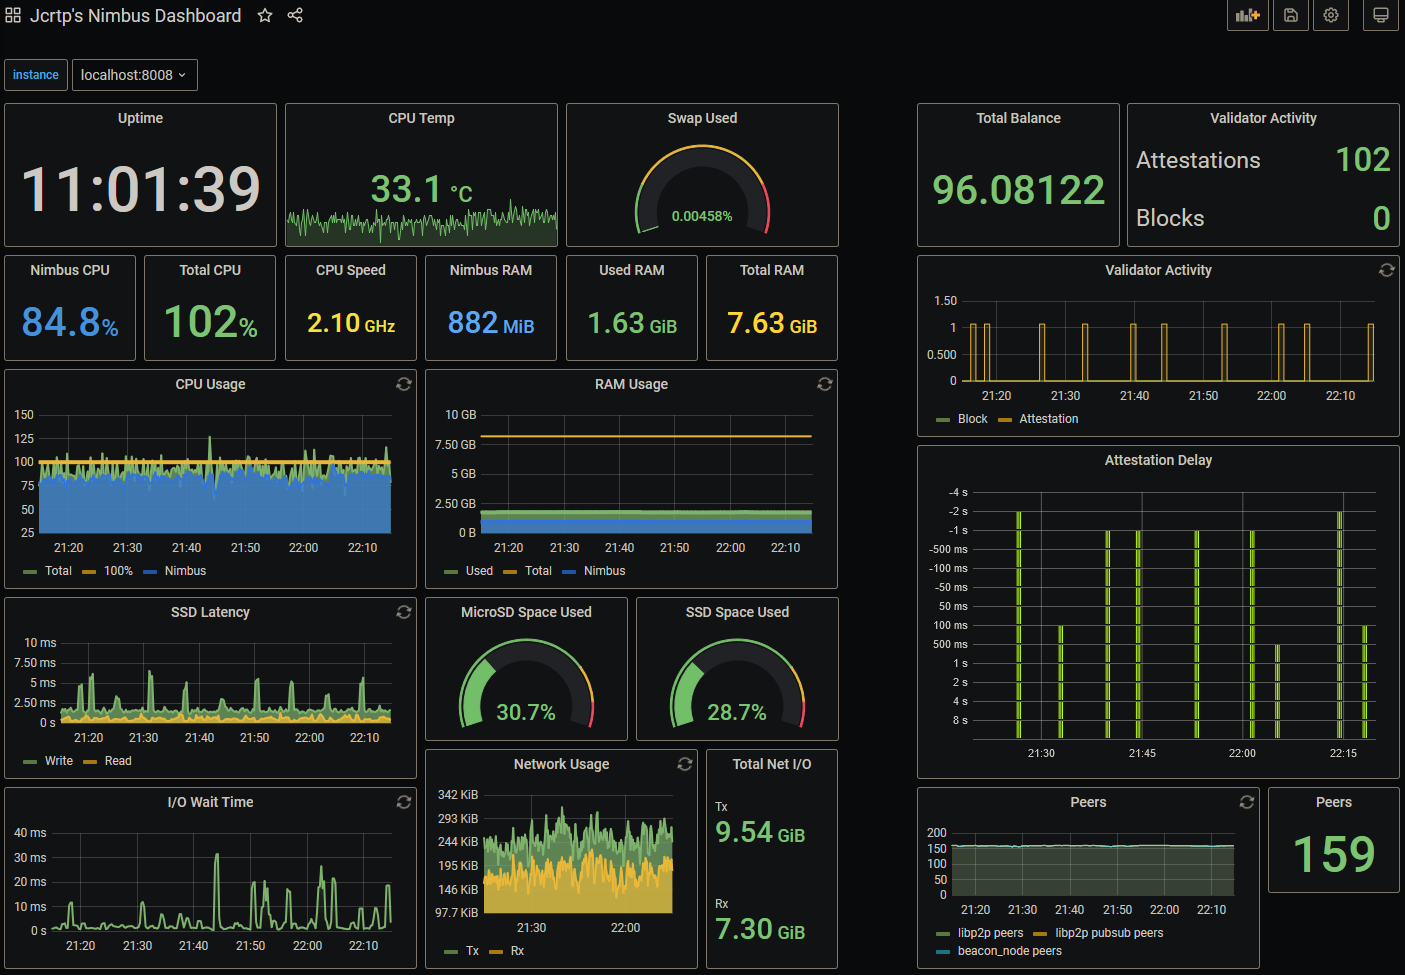 Jcrtp's Nimbus Dashboard
instance
localhost:8008
Uptime
11:01:39
CPU Temp
33.1 °C
Swap Used
0.00458%
Total Balance
96.08122
Validator Activity
Attestations 102
Blocks 0
Nimbus CPU
84.8%
Total CPU
102%
CPU Speed
2.10 GHz
Nimbus RAM
882 MiB
Used RAM
1.63 GiB
Total RAM
7.63 GiB
Validator Activity
1.50
1
0.500
0
21:20 21:30 21:40 21:50 22:00 22:10
Block Attestation
CPU Usage
150
125
100
75
50
25
21:20 21:30 21:40 21:50 22:00 22:10
Total 100% Nimbus
RAM Usage
10 GB
7.50 GB
5 GB
2.50 GB
0 B
21:20 21:30 21:40 21:50 22:00 22:10
Used Total Nimbus
Attestation Delay
-4 s
-2 s
-1 s
-500 ms
-100 ms
-50 ms
50 ms
100 ms
500 ms
1 s
2 s
4 s
8 s
21:30 21:45 22:00 22:15
SSD Latency
10 ms
7.50 ms
5 ms
2.50 ms
0 s
21:20 21:30 21:40 21:50 22:00 22:10
Write Read
MicroSD Space Used
30.7%
SSD Space Used
28.7%
Network Usage
342 KiB
293 KiB
244 KiB
195 KiB
146 KiB
97.7 KiB
21:30 22:00
Tx Rx
Total Net I/O
Tx
9.54 GiB
Rx
7.30 GiB
I/O Wait Time
40 ms
30 ms
20 ms
10 ms
0 s
21:20 21:30 21:40 21:50 22:00 22:10
Peers
200
150
100
50
0
21:20 21:30 21:40 21:50 22:00 22:10
libp2p peers libp2p pubsub peers
beacon_node peers
Peers
159